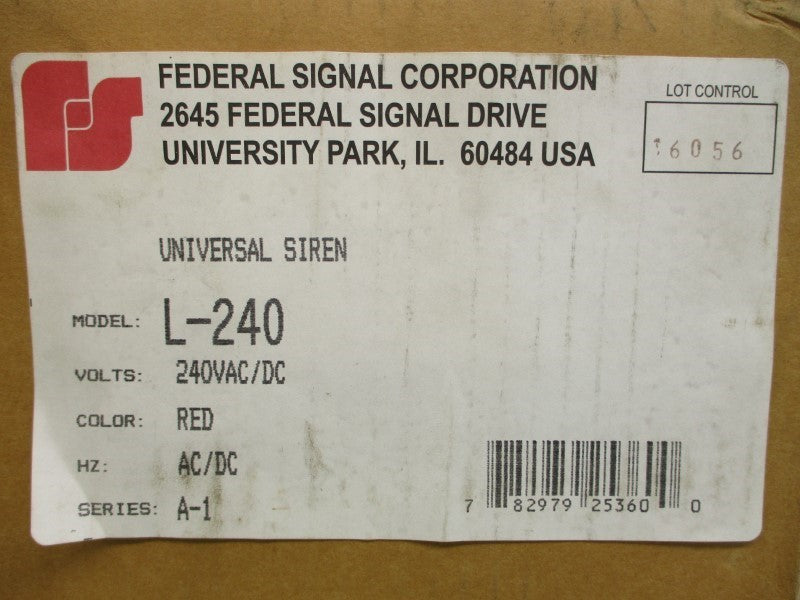 FEDERAL SIGNAL CORPORATION
2645 FEDERAL SIGNAL DRIVE
UNIVERSITY PARK, IL. 60484 USA
LOT CONTROL
6056
UNIVERSAL SIREN
MODEL: L-240
VOLTS: 240VAC/DC
COLOR: RED
HZ: AC/DC
SERIES: A-1
7 82979 25360 0